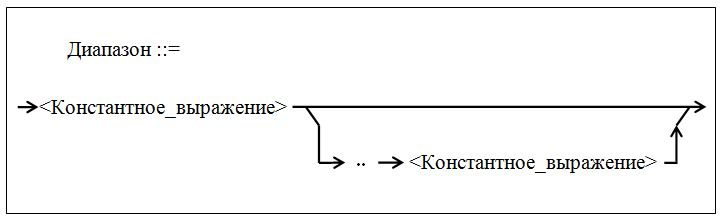 Диапазон ::=
<Константное_выражение>
.. <Константное_выражение>